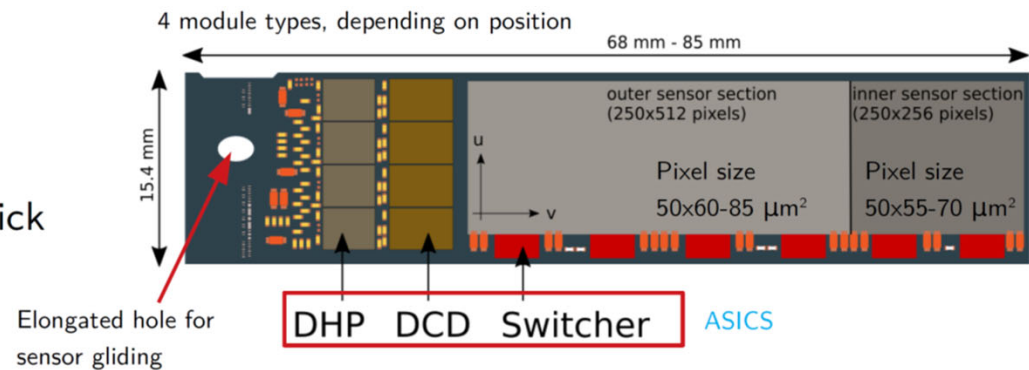 4 module types, depending on position
68 mm - 85 mm
15.4 mm
outer sensor section
(250x512 pixels)
inner sensor section
(250x256 pixels)
u
v
Pixel size
50x60-85 µm²
Pixel size
50x55-70 µm²
ick
Elongated hole for
sensor gliding
DHP DCD Switcher
ASICS